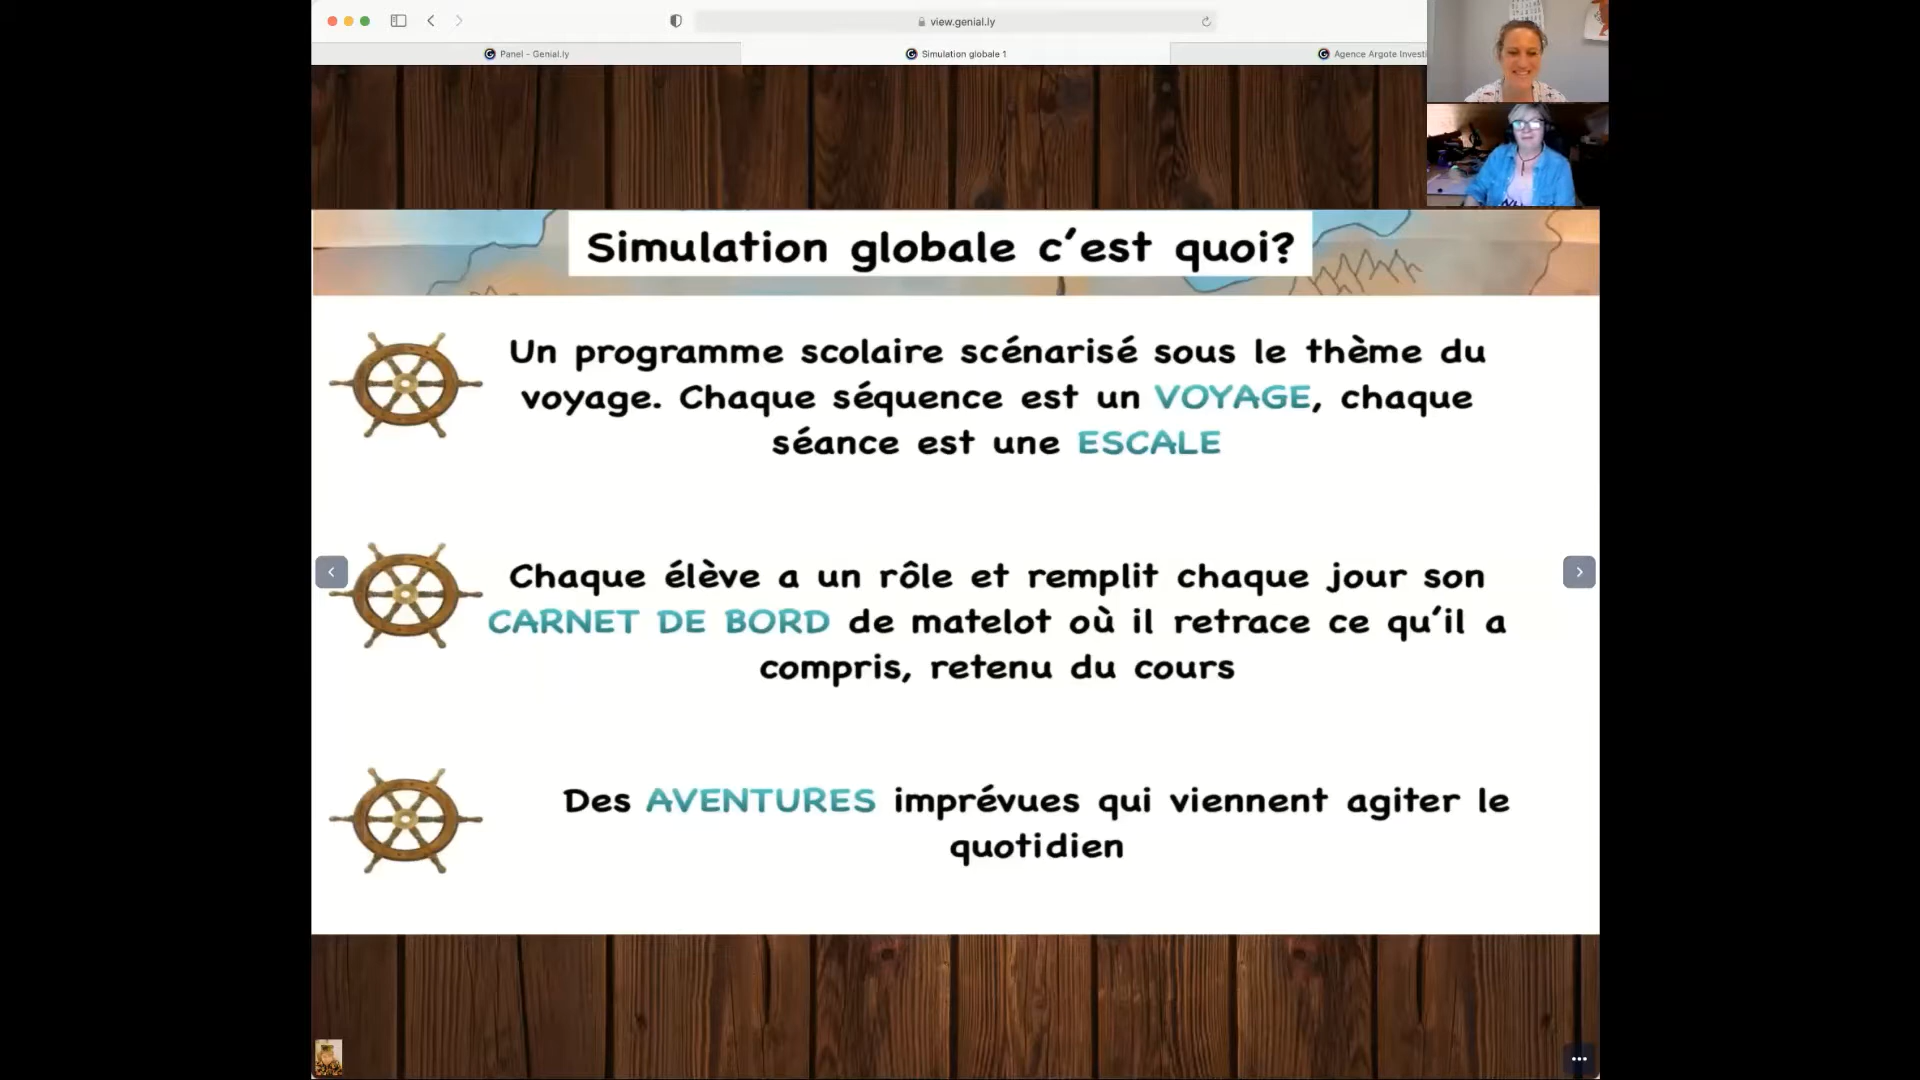 view.genial.ly
Panel - Genial.ly
Simulation globale 1
Agence Argote Investi
Simulation globale c'est quoi?
Un programme scolaire scénarisé sous le thème du
voyage. Chaque séquence est un VOYAGE, chaque
séance est une ESCALE
Chaque élève a un rôle et remplit chaque jour son
CARNET DE BORD de matelot où il retrace ce qu'il a
compris, retenu du cours
Des AVENTURES imprévues qui viennent agiter le
quotidien